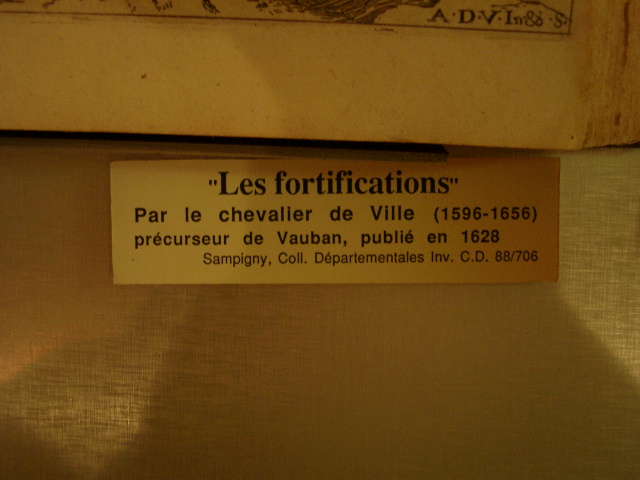 A·D·V·In
"Les fortifications"
Par le chevalier de Ville (1596-1656)
précurseur de Vauban, publié en 1628
Sampigny, Coll. Départementales Inv. C.D. 88/706